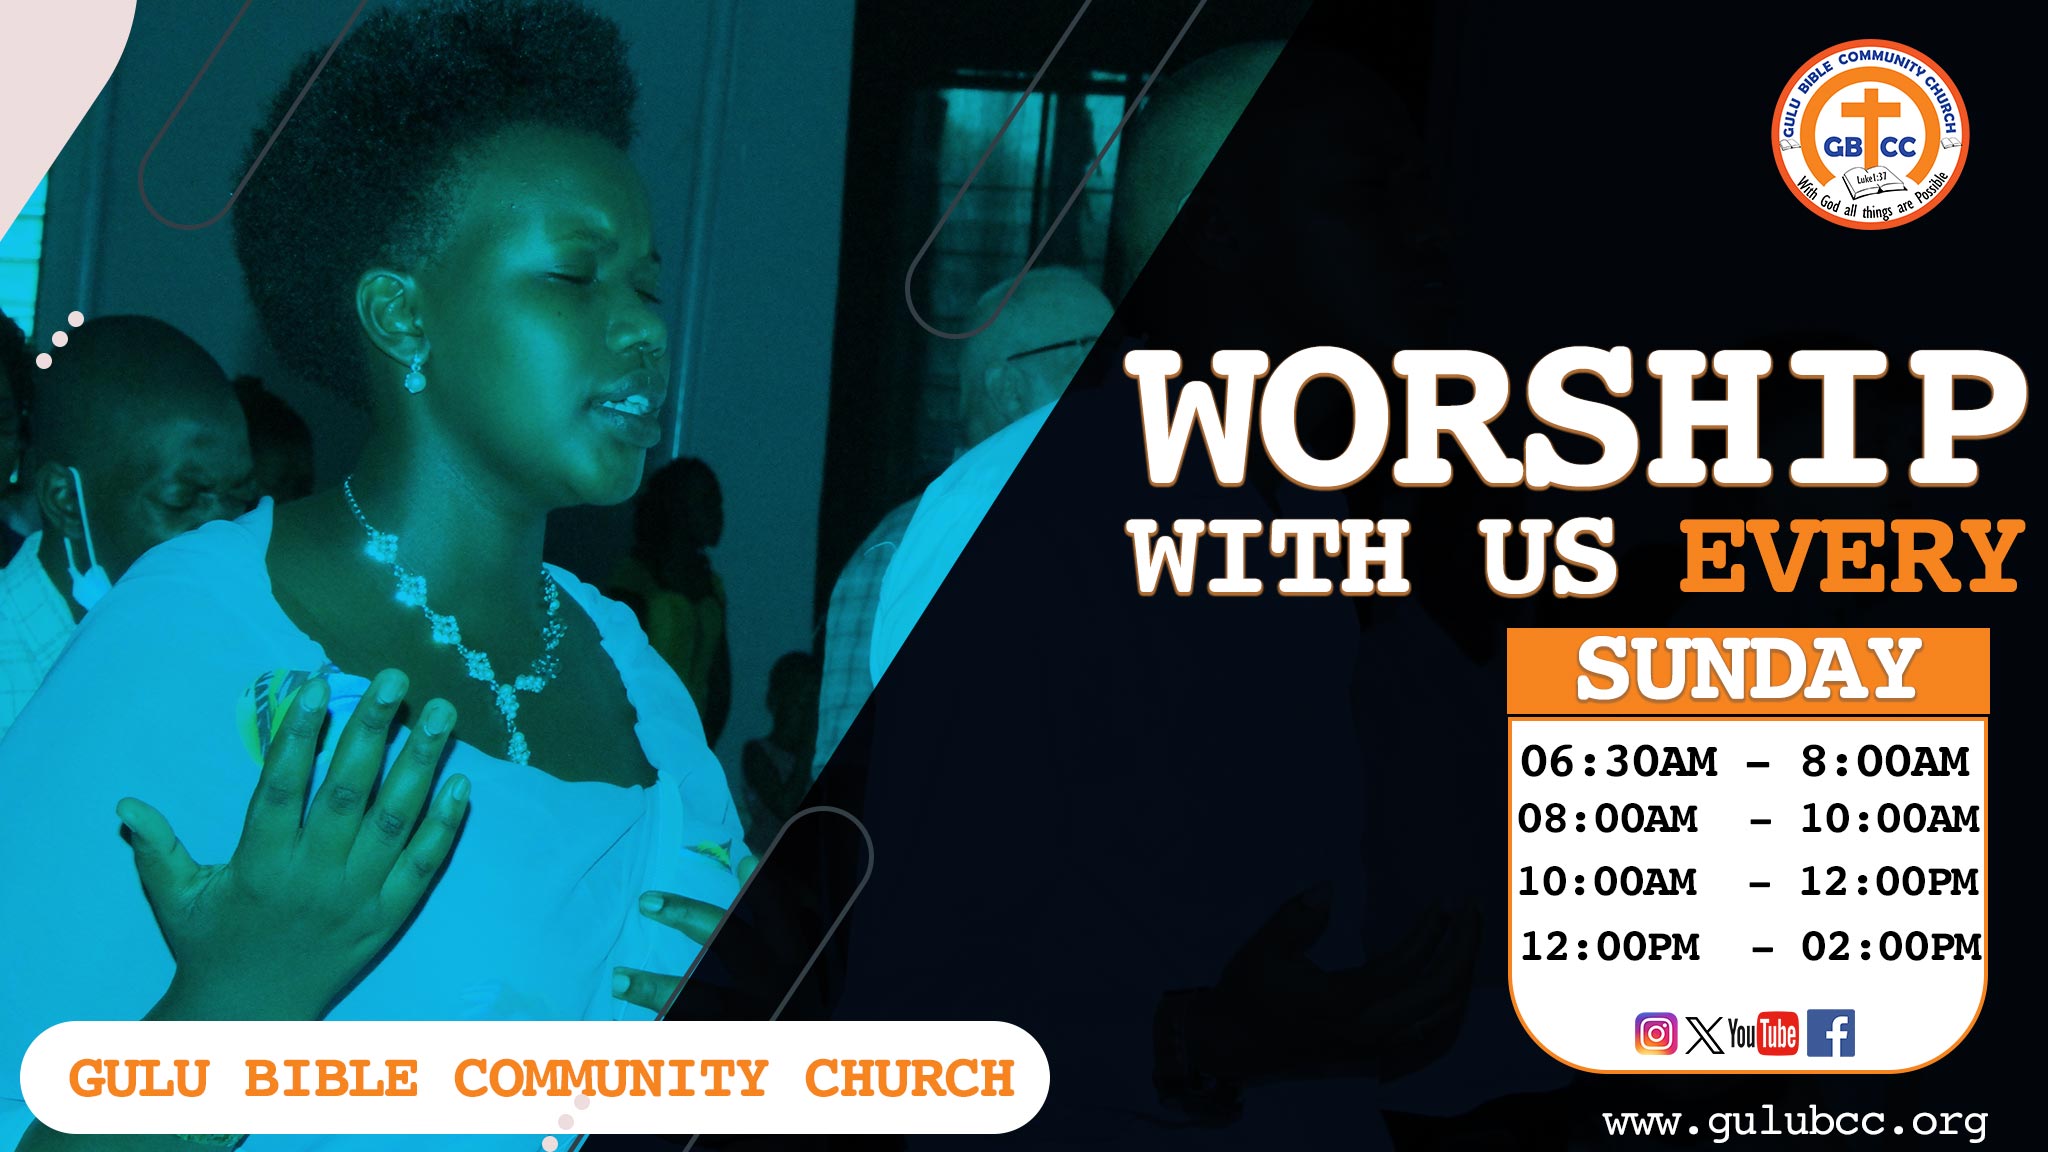 GULU BIBLE COMMUNITY CHURCH
GBCC
Luke1:37
With God all things are Possible
WORSHIP
WITH US EVERY
SUNDAY
06:30AM - 8:00AM
08:00AM - 10:00AM
10:00AM - 12:00PM
12:00PM - 02:00PM
YouTube
GULU BIBLE COMMUNITY CHURCH
www.gulubcc.org